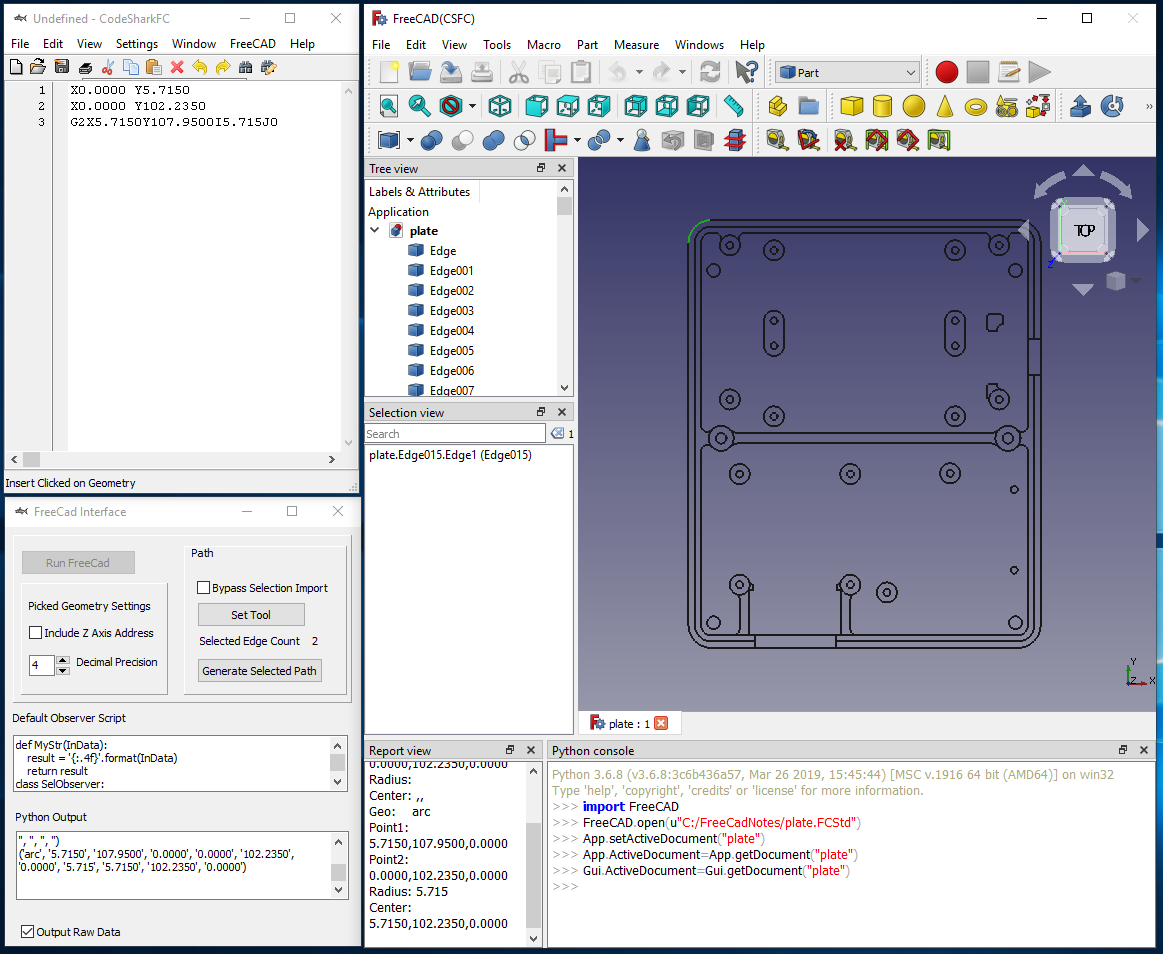 Undefined - CodeSharkFC
File Edit View Settings Window FreeCAD Help
1 X0.0000 Y5.7150
2 X0.0000 Y102.2350
3 G2X5.7150Y107.9500I5.715J0
Insert Clicked on Geometry
FreeCad Interface
Run FreeCad
Picked Geometry Settings
Include Z Axis Address
4 Decimal Precision
Path
Bypass Selection Import
Set Tool
Selected Edge Count 2
Generate Selected Path
Default Observer Script
def MyStr(InData):
result = '{:.4f}'.format(InData)
return result
class SelObserver:
Python Output
", ", ", ")
('arc', '5.7150', '107.9500', '0.0000', '0.0000', '102.2350',
'0.0000', '5.715', '5.7150', '102.2350', '0.0000')
Output Raw Data
FreeCAD(CSFC)
File Edit View Tools Macro Part Measure Windows Help
Part
Tree view
Labels & Attributes
Application
plate
Edge
Edge001
Edge002
Edge003
Edge004
Edge005
Edge006
Edge007
Selection view
Search
1
plate.Edge015.Edge1 (Edge015)
TOP
Z
Y
Z
X
plate : 1
Report view
0.0000,102.2350,0.0000
Radius:
Center: ,,
Geo: arc
Point1:
5.7150,107.9500,0.0000
Point2:
0.0000,102.2350,0.0000
Radius: 5.715
Center:
5.7150,102.2350,0.0000
Python console
Python 3.6.8 (v3.6.8:3c6b436a57, Mar 26 2019, 15:45:44) [MSC v.1916 64 bit (AMD64)] on win32
Type 'help', 'copyright', 'credits' or 'license' for more information.
>>> import FreeCAD
>>> FreeCAD.open(u"C:/FreeCadNotes/plate.FCStd")
>>> App.setActiveDocument("plate")
>>> App.ActiveDocument=App.getDocument("plate")
>>> Gui.ActiveDocument=Gui.getDocument("plate")
>>>